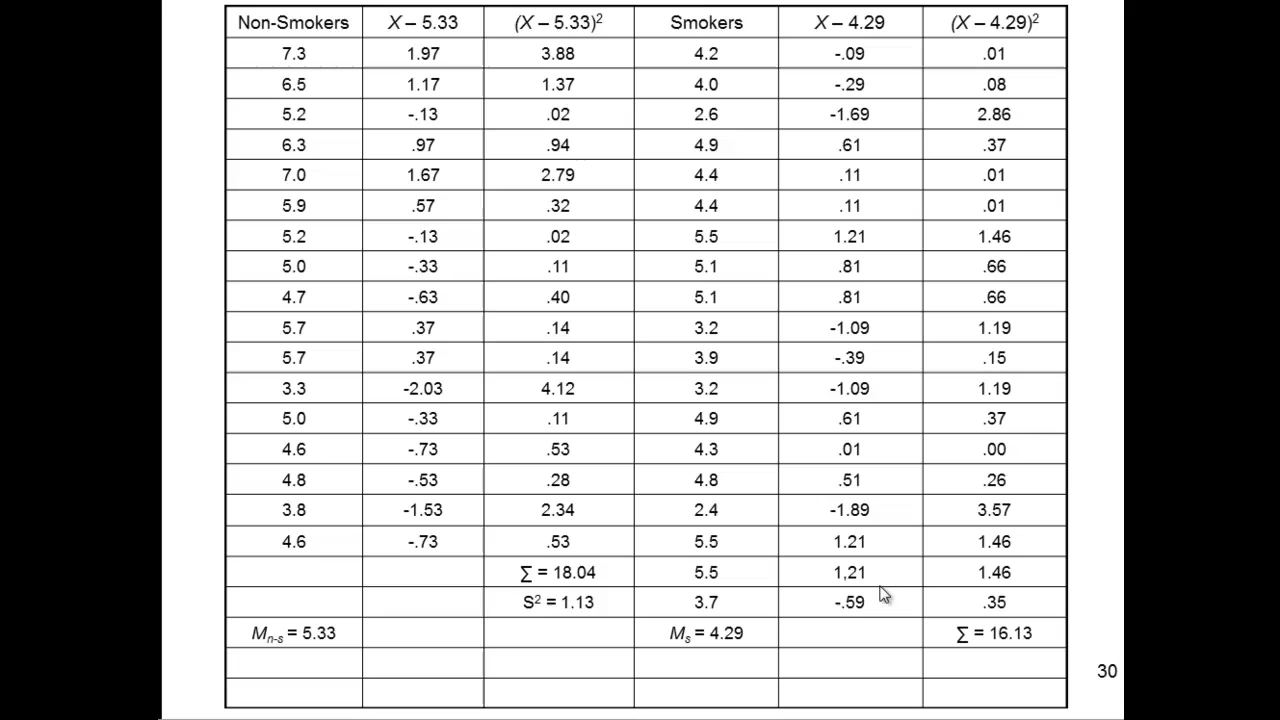 Non-Smokers X – 5.33 (X – 5.33)² Smokers X – 4.29 (X – 4.29)²
7.3 1.97 3.88 4.2 -.09 .01
6.5 1.17 1.37 4.0 -.29 .08
5.2 -.13 .02 2.6 -1.69 2.86
6.3 .97 .94 4.9 .61 .37
7.0 1.67 2.79 4.4 .11 .01
5.9 .57 .32 4.4 .11 .01
5.2 -.13 .02 5.5 1.21 1.46
5.0 -.33 .11 5.1 .81 .66
4.7 -.63 .40 5.1 .81 .66
5.7 .37 .14 3.2 -1.09 1.19
5.7 .37 .14 3.9 -.39 .15
3.3 -2.03 4.12 3.2 -1.09 1.19
5.0 -.33 .11 4.9 .61 .37
4.6 -.73 .53 4.3 .01 .00
4.8 -.53 .28 4.8 .51 .26
3.8 -1.53 2.34 2.4 -1.89 3.57
4.6 -.73 .53 5.5 1.21 1.46
∑ = 18.04 5.5 1,21 1.46
S² = 1.13 3.7 -.59 .35
Mn-s = 5.33 Ms = 4.29 ∑ = 16.13
30